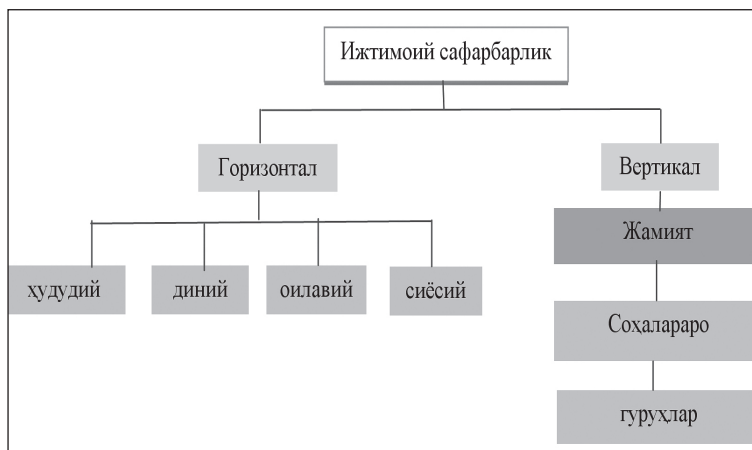 Ижтимоий сафарбарлик
Горизонтал
Вертикал
Жамият
ҳудудий
диний
оилавий
сиёсий
Соҳалараро
гуруҳлар